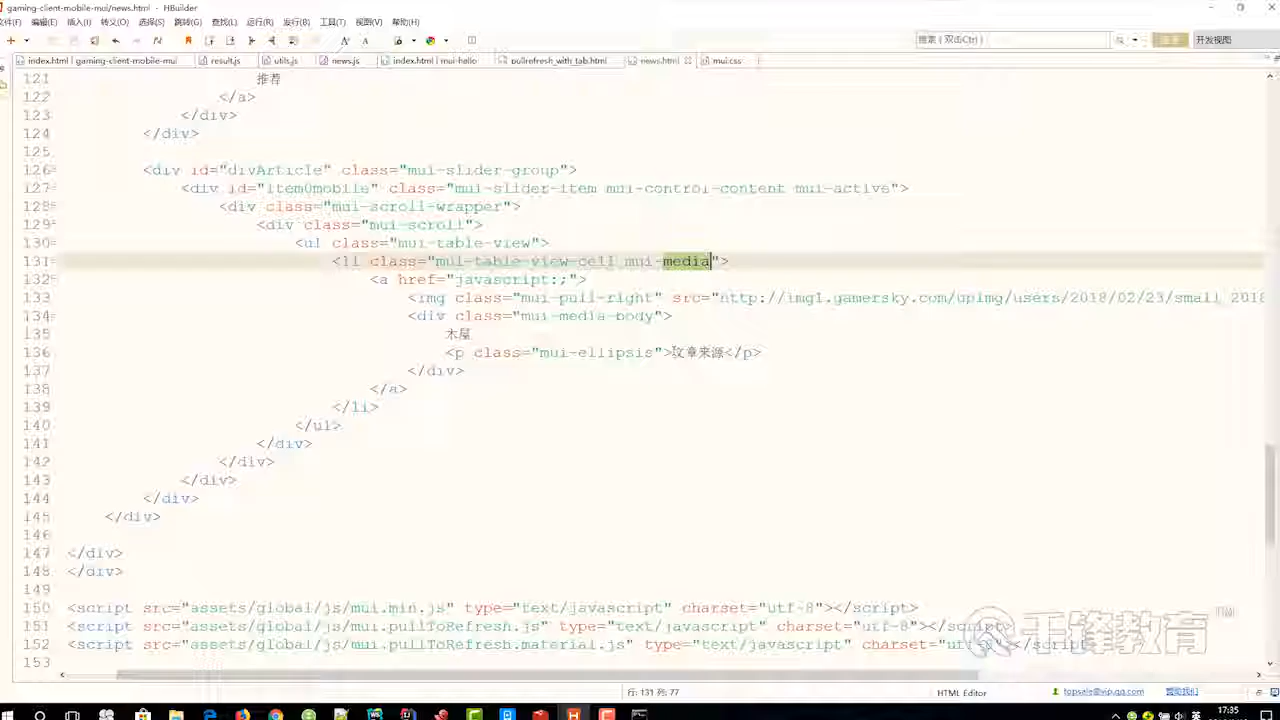 gaming-client-mobile-mui/news.html - HBuilder
文件(F) 编辑(E) 插入(I) 转义(O) 选择(S) 跳转(G) 查找(L) 运行(R) 发行(B) 工具(T) 视图(V) 帮助(H)
搜索 (双击Ctrl) 开发视图
index.html | gaming-client-mobile-mui result.js utils.js news.js index.html | mui-hello pullrefresh_with_tab.html news.html mui.css
121 推荐
122 </a>
123 </div>
124 </div>
125
126 <div id="divArticle" class="mui-slider-group">
127 <div id="item0mobile" class="mui-slider-item mui-control-content mui-active">
128 <div class="mui-scroll-wrapper">
129 <div class="mui-scroll">
130 <ul class="mui-table-view">
131 <li class="mui-table-view-cell mui-media">
132 <a href="javascript:;">
133 <img class="mui-pull-right" src="http://img1.gamersky.com/upimg/users/2018/02/23/small_2018
134 <div class="mui-media-body">
135 木屋
136 <p class="mui-ellipsis">文章来源</p>
137 </div>
138 </a>
139 </li>
140 </ul>
141 </div>
142 </div>
143 </div>
144 </div>
145 </div>
146
147 </div>
148 </div>
149
150 <script src="assets/global/js/mui.min.js" type="text/javascript" charset="utf-8"></script>
151 <script src="assets/global/js/mui.pullToRefresh.js" type="text/javascript" charset="utf-8"></script>
152 <script src="assets/global/js/mui.pullToRefresh.material.js" type="text/javascript" charset="utf-8"></script>
153
千锋教育
行: 131 列: 77 HTML Editor topsale@vip.qq.com 帮助我们
英 17:35